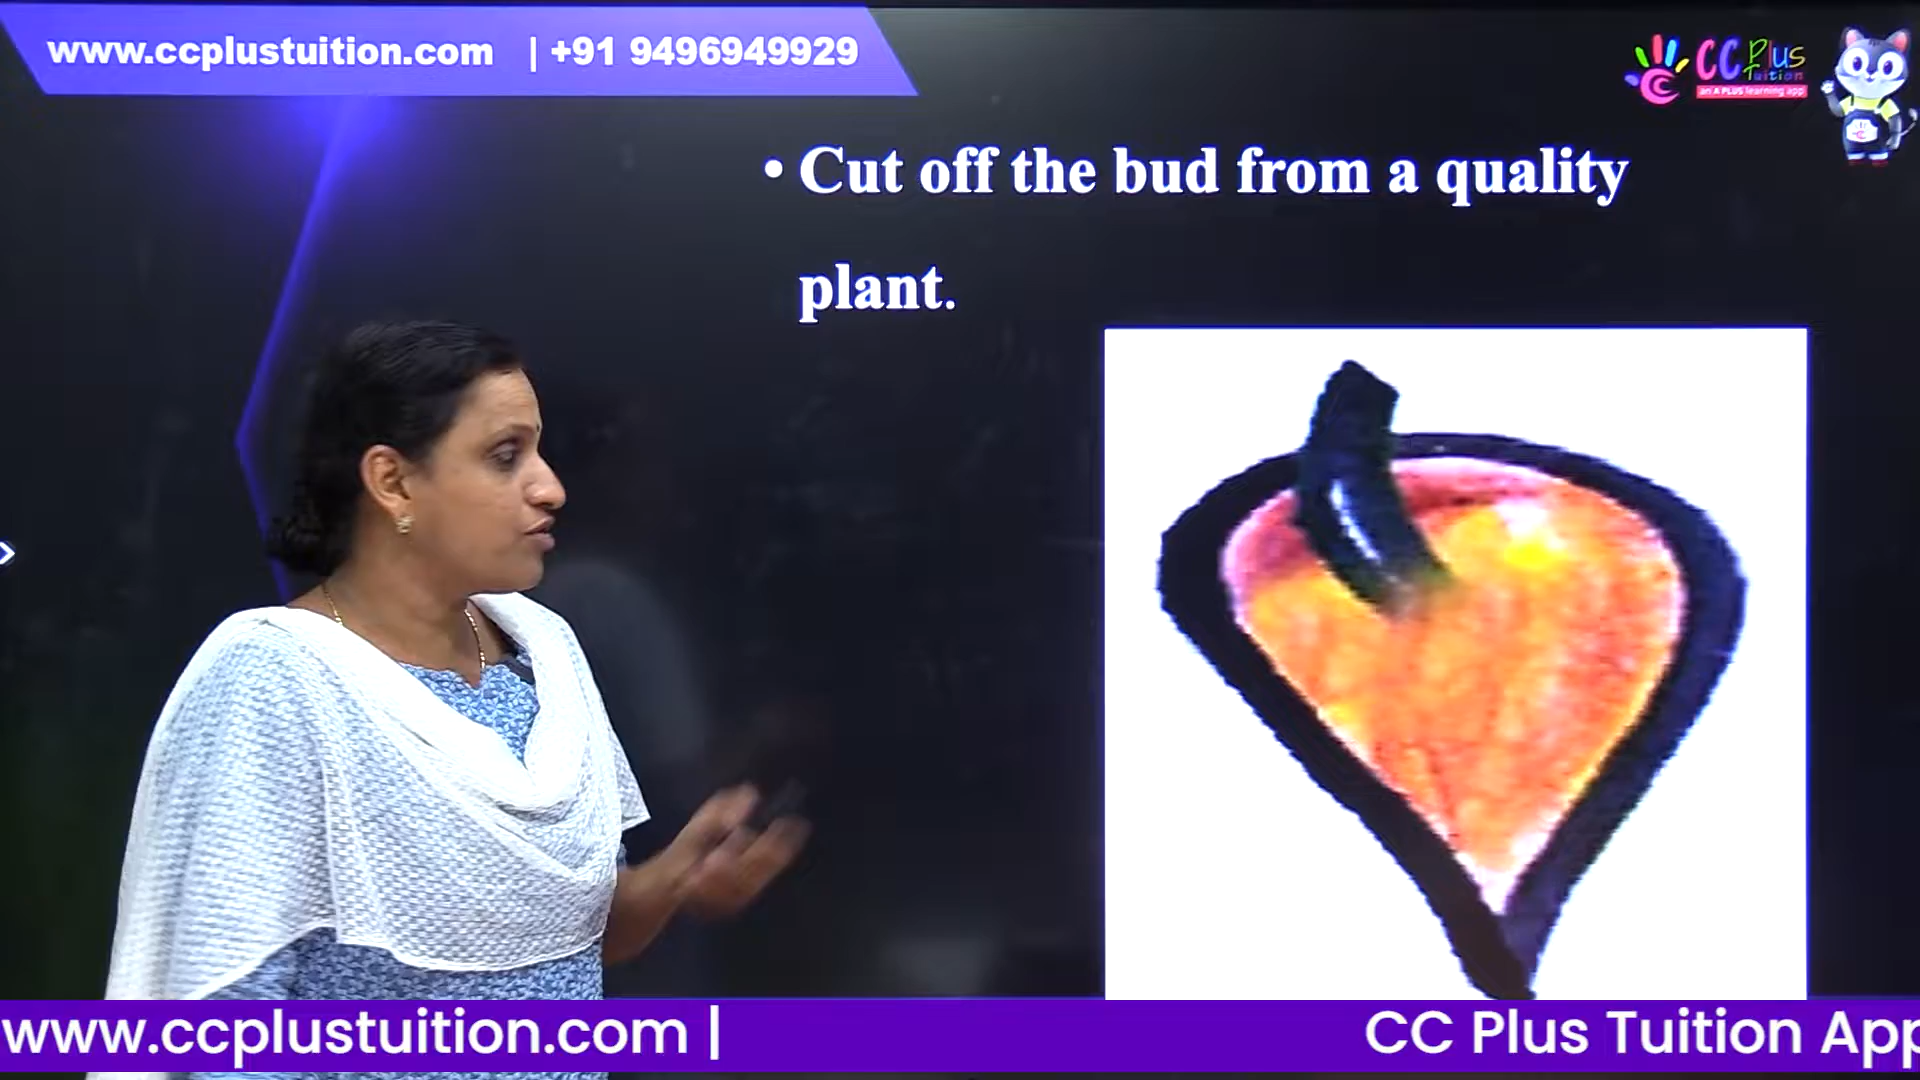 www.ccplustuition.com | +91 9496949929
CC Plus
Tuition
an A PLUS learning app
• Cut off the bud from a quality
plant.
www.ccplustuition.com |
CC Plus Tuition App